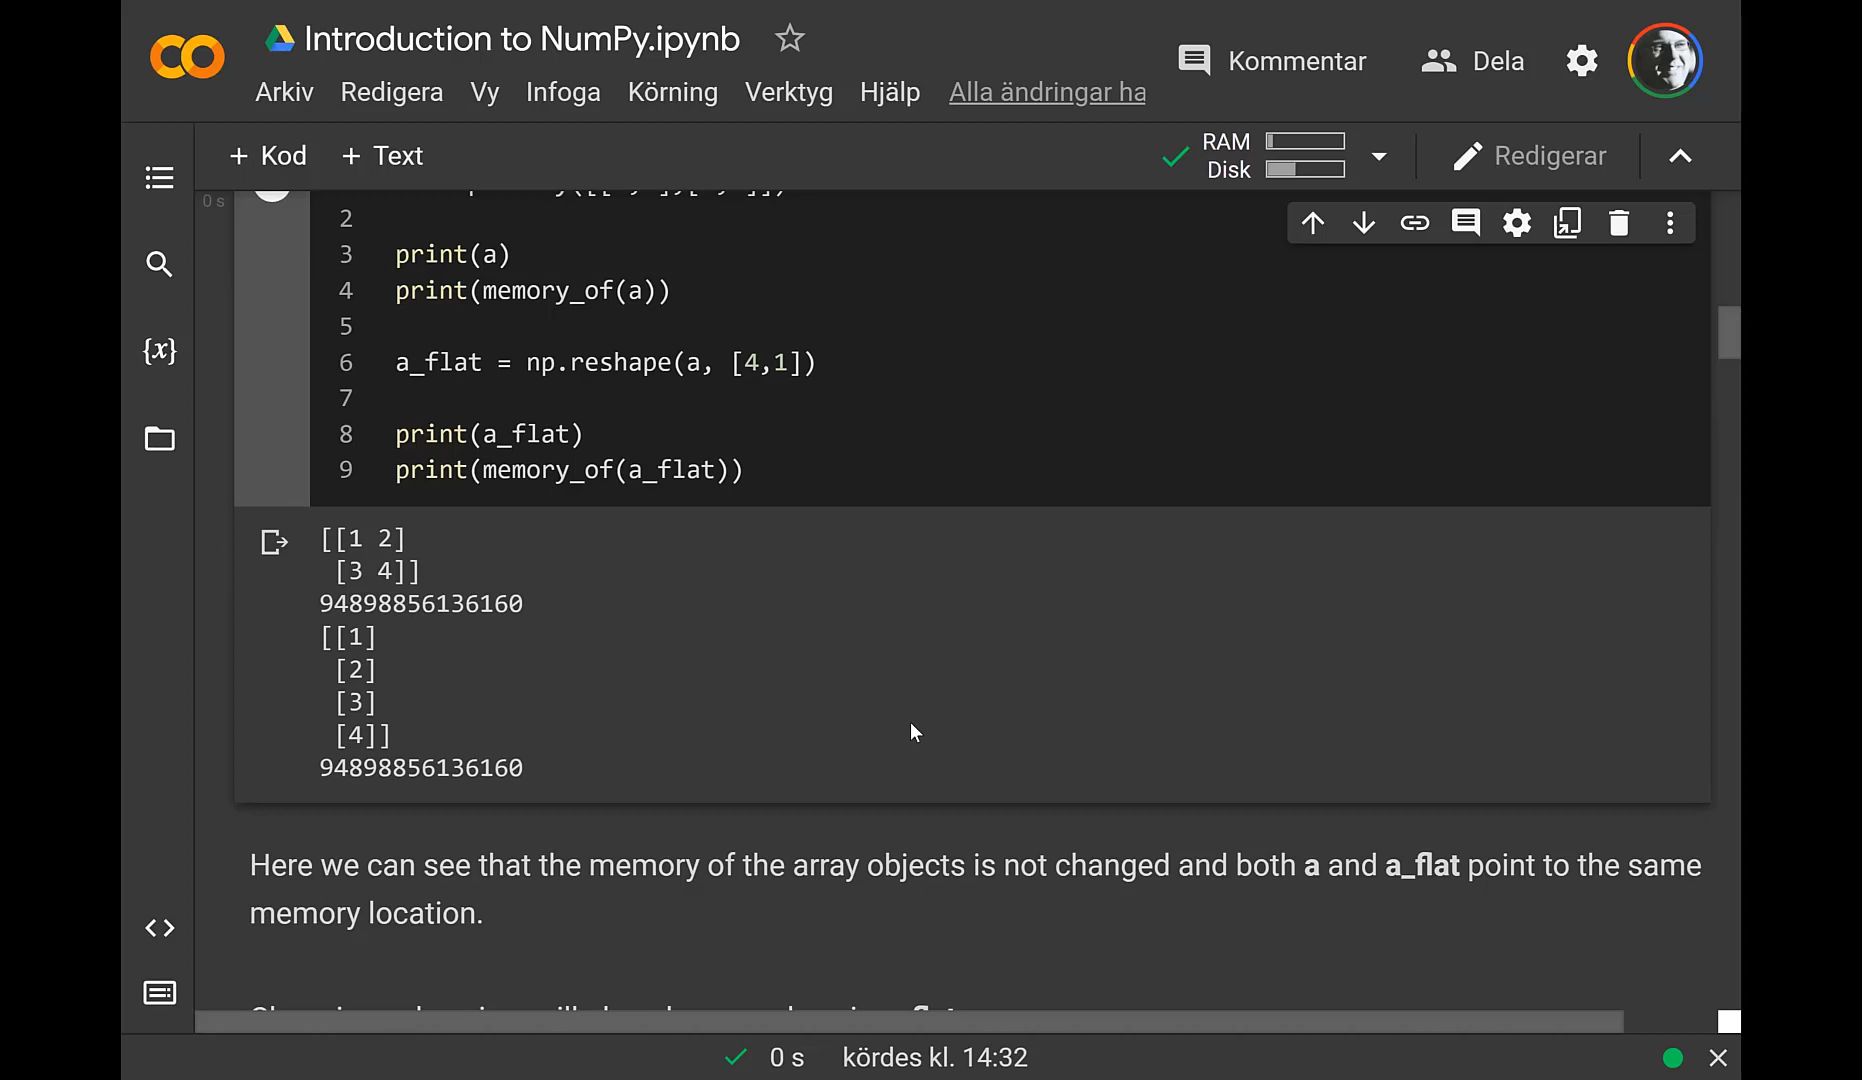 Introduction to NumPy.ipynb
Kommentar
Dela
Arkiv Redigera Vy Infoga Körning Verktyg Hjälp Alla ändringar ha
+ Kod + Text
RAM
Disk
Redigerar
0 s
2
3 print(a)
4 print(memory_of(a))
5
6 a_flat = np.reshape(a, [4,1])
7
8 print(a_flat)
9 print(memory_of(a_flat))
[[1 2]
[3 4]]
94898856136160
[[1]
[2]
[3]
[4]]
94898856136160
Here we can see that the memory of the array objects is not changed and both a and a_flat point to the same
memory location.
0 s kördes kl. 14:32